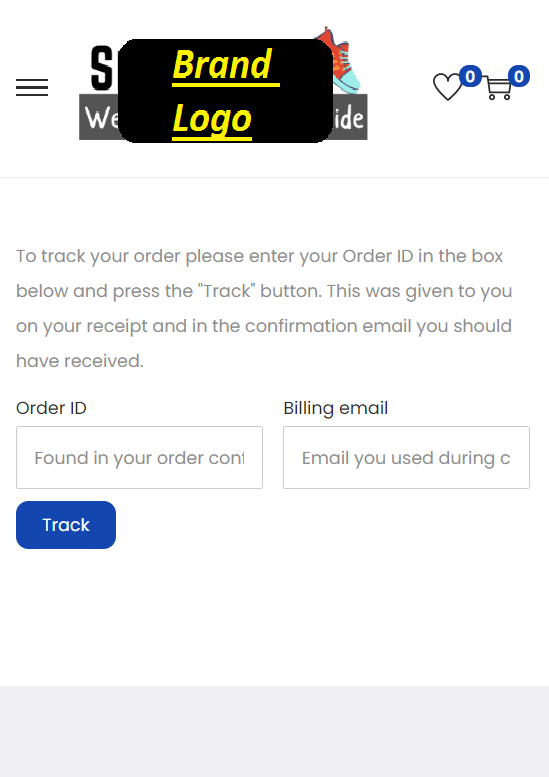 S
Brand
Logo
We ide
0 0
To track your order please enter your Order ID in the box
below and press the "Track" button. This was given to you
on your receipt and in the confirmation email you should
have received.
Order ID Billing email
Found in your order conf Email you used during c
Track